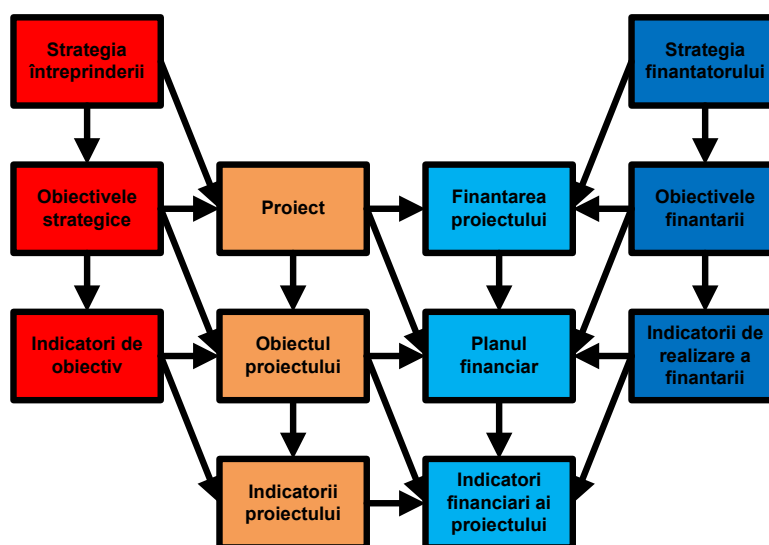 Strategia
întreprinderii
Strategia
finantatorului
Obiectivele
strategice
Proiect
Finantarea
proiectului
Obiectivele
finantarii
Indicatori de
obiectiv
Obiectul
proiectului
Planul
financiar
Indicatorii de
realizare a
finantarii
Indicatorii
proiectului
Indicatori
financiari ai
proiectului